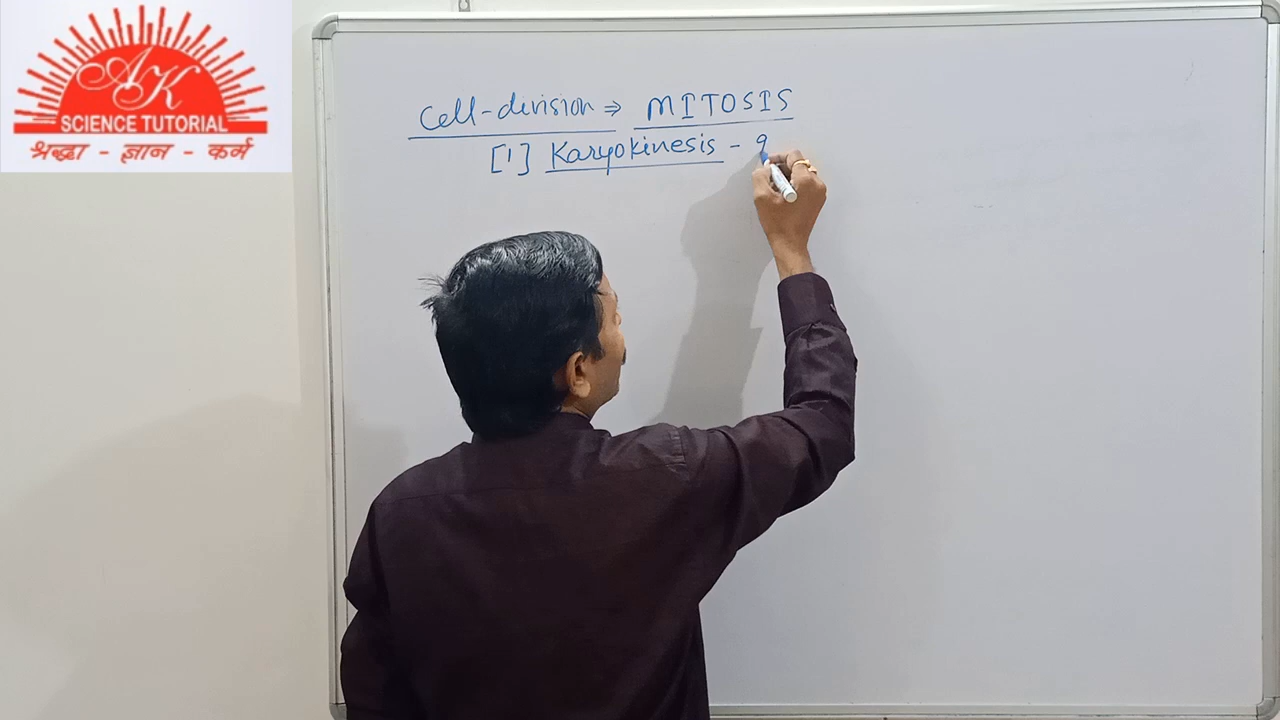 AK
SCIENCE TUTORIAL
श्रद्धा - ज्ञान - कर्म
Cell-division ⇒ MITOSIS
[1] Karyokinesis - 9